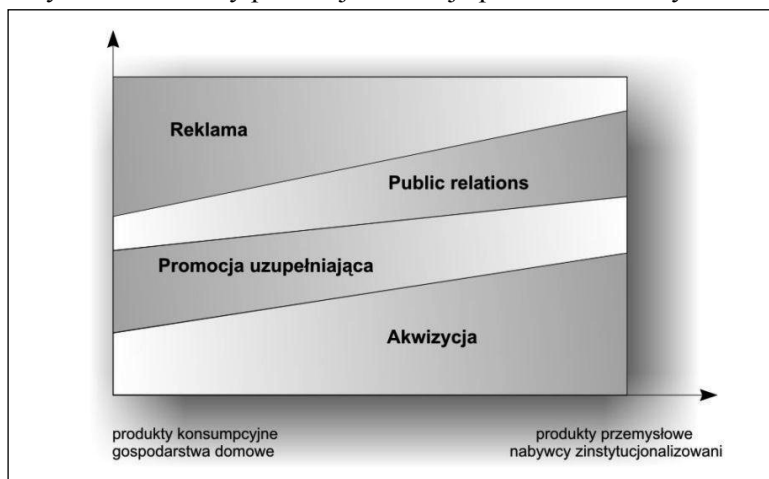 Reklama
Public relations
Promocja uzupełniająca
Akwizycja
produkty konsumpcyjne
gospodarstwa domowe
produkty przemysłowe
nabywcy zinstytucjonalizowani